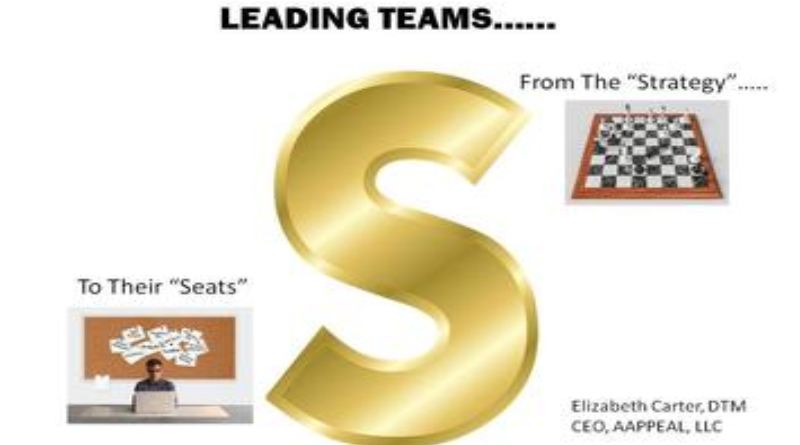 LEADING TEAMS......
From The “Strategy”.....
S
To Their “Seats”
Elizabeth Carter, DTM
CEO, AAPPEAL, LLC